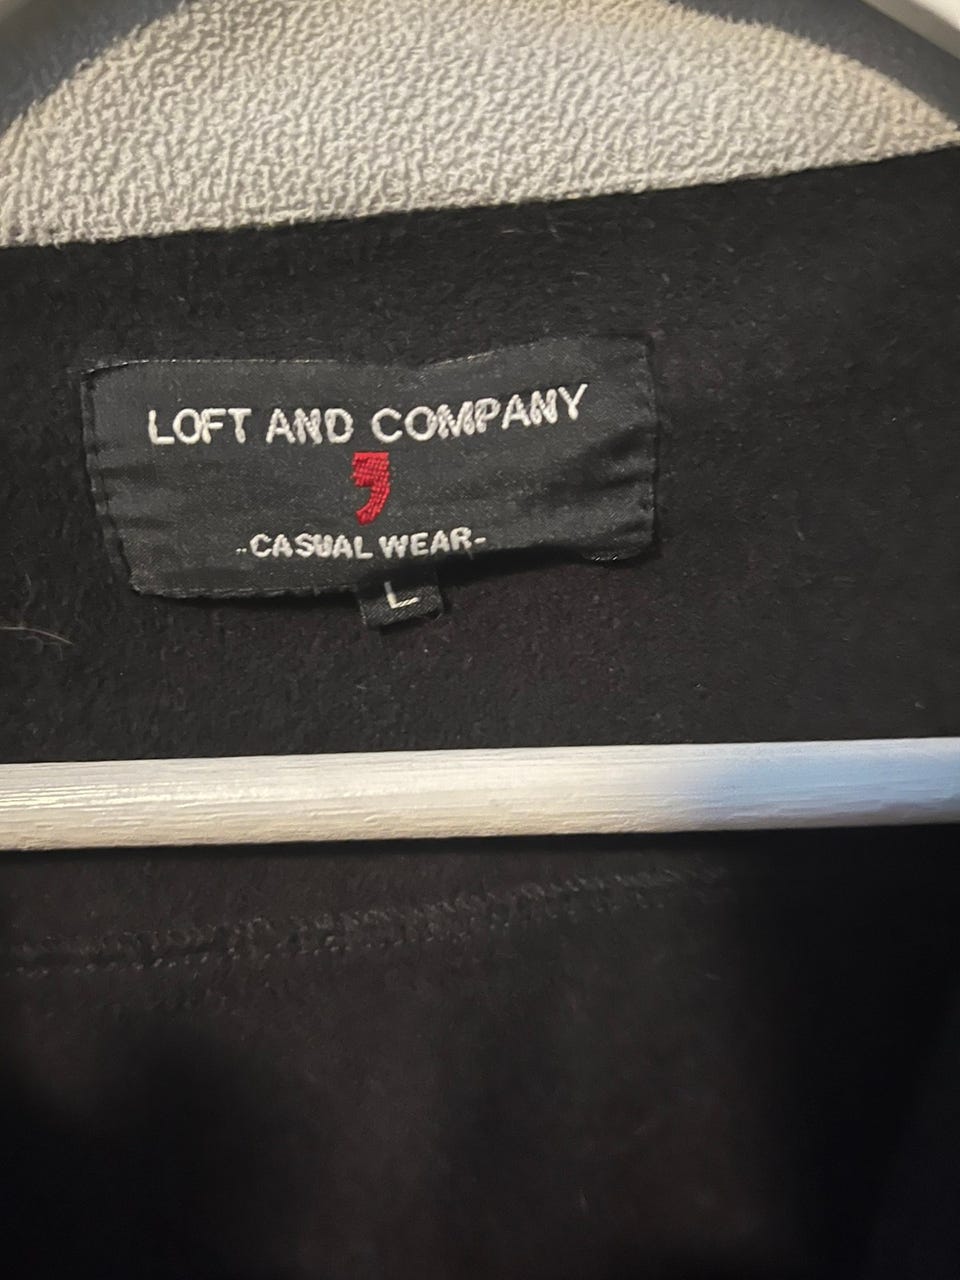 LOFT AND COMPANY
,
-CASUAL WEAR-
L